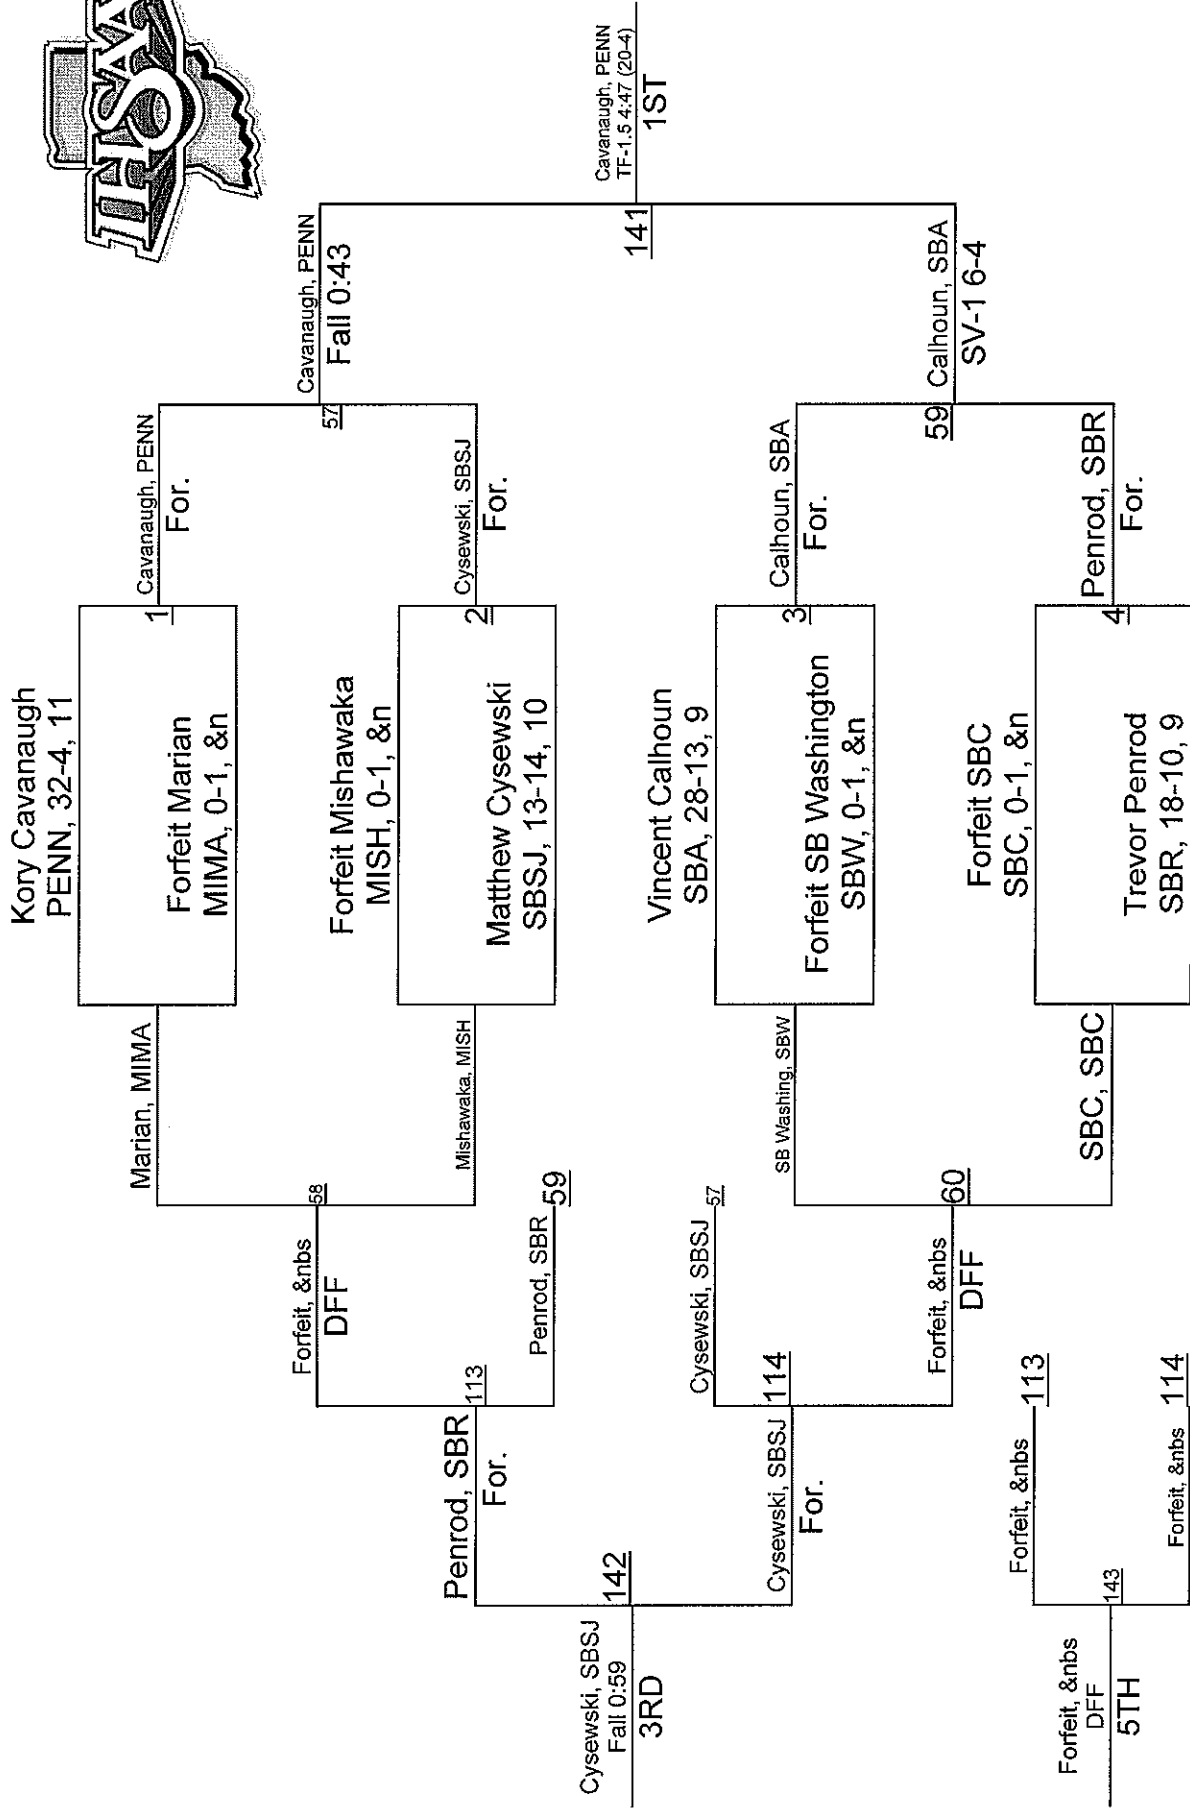 IHSAA
Kory Cavanaugh
PENN, 32-4, 11
1
Forfeit Marian
MIMA, 0-1, &n
Forfeit Mishawaka
MISH, 0-1, &n
2
Matthew Cysewski
SBSJ, 13-14, 10
Vincent Calhoun
SBA, 28-13, 9
3
Forfeit SB Washington
SBW, 0-1, &n
Forfeit SBC
SBC, 0-1, &n
4
Trevor Penrod
SBR, 18-10, 9
Cavanaugh, PENN
For.
Cysewski, SBSJ
For.
Calhoun, SBA
For.
Penrod, SBR
For.
57
Cavanaugh, PENN
Fall 0:43
59
Calhoun, SBA
SV-1 6-4
141
Cavanaugh, PENN
TF-1.5 4:47 (20-4)
1ST
Marian, MIMA
Mishawaka, MISH
SB Washing, SBW
SBC, SBC
58
Forfeit, &nbs
DFF
Penrod, SBR
59
Cysewski, SBSJ
57
60
Forfeit, &nbs
DFF
113
Penrod, SBR
For.
114
Cysewski, SBSJ
For.
142
Cysewski, SBSJ
Fall 0:59
3RD
Forfeit, &nbs
113
Forfeit, &nbs
114
143
Forfeit, &nbs
DFF
5TH